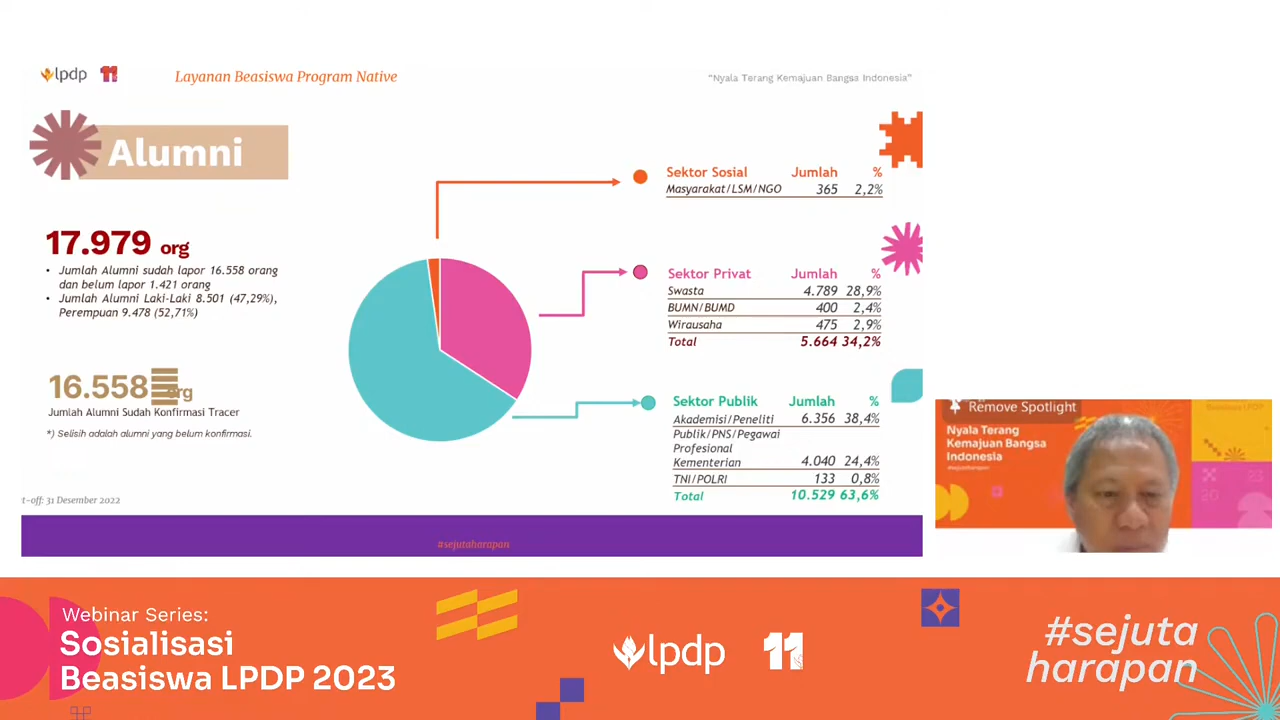 lpdp 11
Layanan Beasiswa Program Native
“Nyala Terang Kemajuan Bangsa Indonesia”
Alumni
17.979 org
• Jumlah Alumni sudah lapor 16.558 orang
dan belum lapor 1.421 orang
• Jumlah Alumni Laki-Laki 8.501 (47,29%),
Perempuan 9.478 (52,71%)
16.558 org
Jumlah Alumni Sudah Konfirmasi Tracer
*) Selisih adalah alumni yang belum konfirmasi.
t-off: 31 Desember 2022
Sektor Sosial Jumlah %
Masyarakat/LSM/NGO 365 2,2%
Sektor Privat Jumlah %
Swasta 4.789 28,9%
BUMN/BUMD 400 2,4%
Wirausaha 475 2,9%
Total 5.664 34,2%
Sektor Publik Jumlah %
Akademisi/Peneliti 6.356 38,4%
Publik/PNS/Pegawai
Profesional
Kementerian 4.040 24,4%
TNI/POLRI 133 0,8%
Total 10.529 63,6%
#sejutaharapan
Remove Spotlight
Nyala Terang
Kemajuan Bangsa
Indonesia
#sejutaharapan
20 23
Webinar Series:
Sosialisasi
Beasiswa LPDP 2023
lpdp 11
#sejuta
harapan